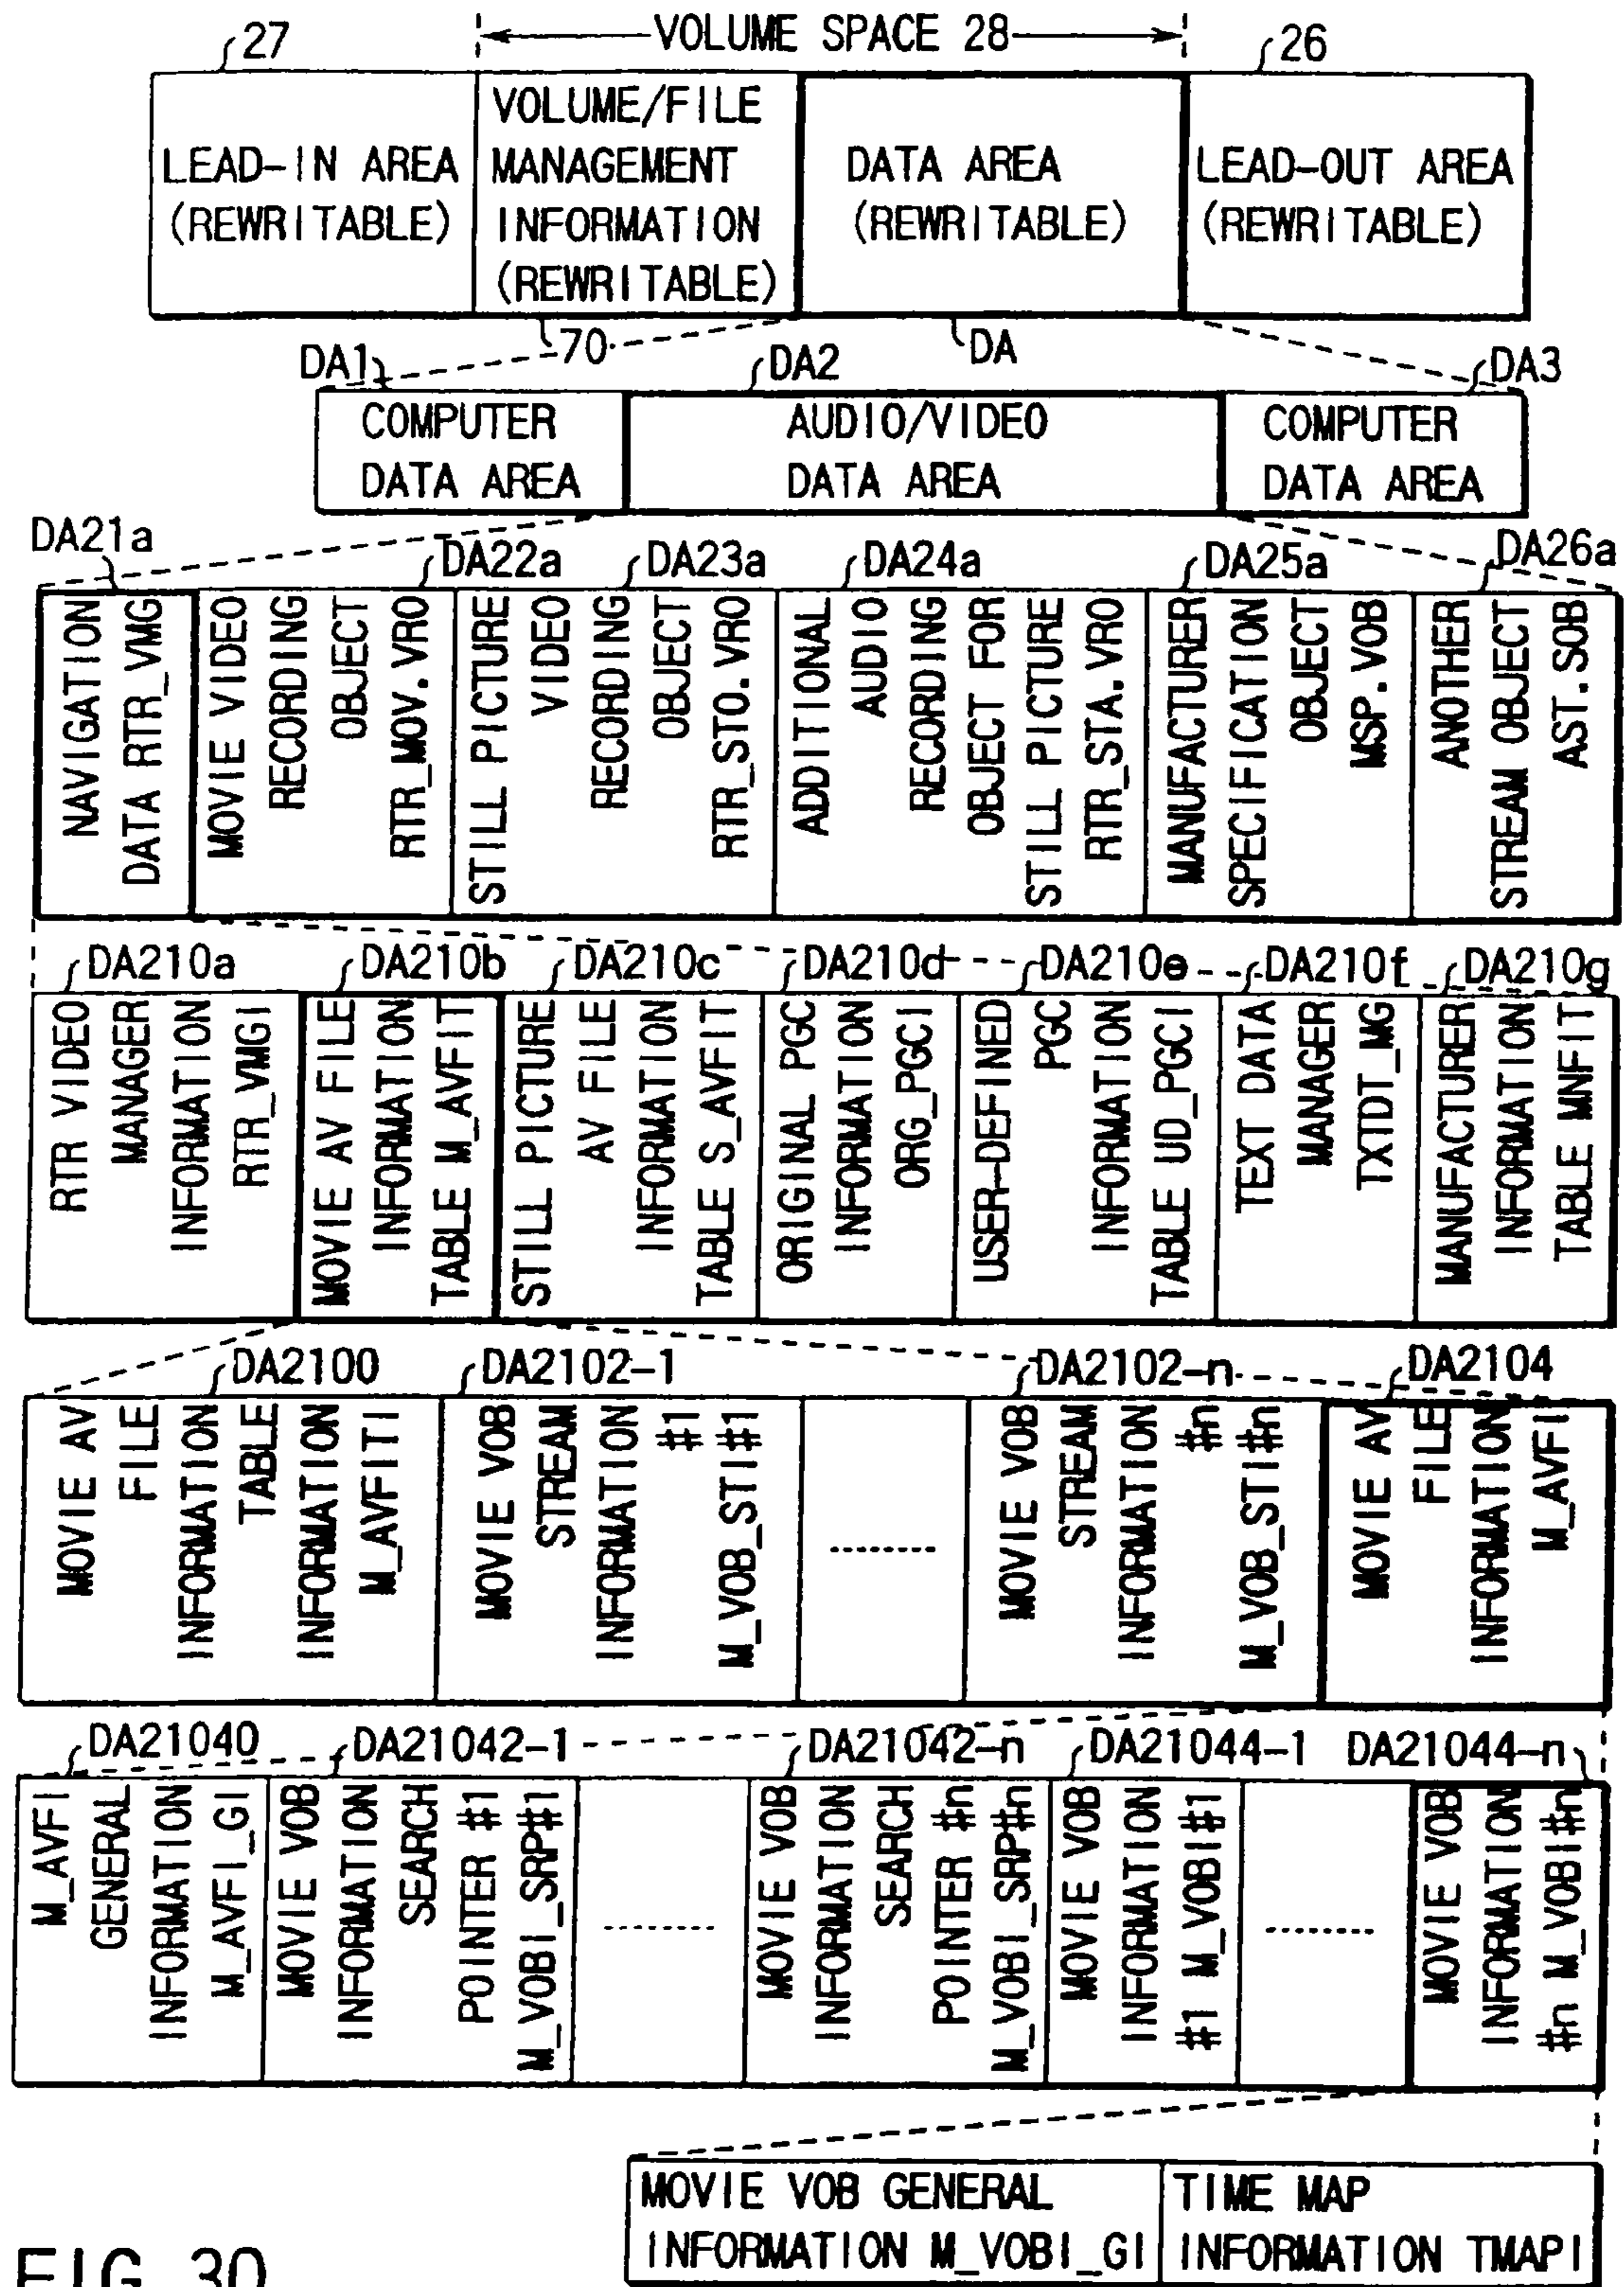 27
VOLUME SPACE 28
26
LEAD-IN AREA
(REWRITABLE)
VOLUME/FILE
MANAGEMENT
INFORMATION
(REWRITABLE)
DATA AREA
(REWRITABLE)
LEAD-OUT AREA
(REWRITABLE)
70
DA
DA1
DA2
DA3
COMPUTER
DATA AREA
AUDIO/VIDEO
DATA AREA
COMPUTER
DATA AREA
DA21a
DA22a
DA23a
DA24a
DA25a
DA26a
NAVIGATION
DATA RTR_VMG
MOVIE VIDEO
RECORDING
OBJECT
RTR_MOV.VRO
STILL PICTURE
VIDEO
RECORDING
OBJECT
RTR_STO.VRO
ADDITIONAL
AUDIO
RECORDING
OBJECT FOR
STILL PICTURE
RTR_STA.VRO
MANUFACTURER
SPECIFICATION
OBJECT
MSP.VOB
ANOTHER
STREAM OBJECT
AST.SOB
DA210a
DA210b
DA210c
DA210d
DA210e
DA210f
DA210g
RTR VIDEO
MANAGER
INFORMATION
RTR_VMGI
MOVIE AV FILE
INFORMATION
TABLE M_AVFIT
STILL PICTURE
AV FILE
INFORMATION
TABLE S_AVFIT
ORIGINAL PGC
INFORMATION
ORG_PGCI
USER-DEFINED
PGC
INFORMATION
TABLE UD_PGCI
TEXT DATA
MANAGER
TXTDT_MG
MANUFACTURER
INFORMATION
TABLE MNFIT
DA2100
DA2102-1
DA2102-n
DA2104
MOVIE AV
FILE
INFORMATION
TABLE
INFORMATION
M_AVFITI
MOVIE VOB
STREAM
INFORMATION
#1
M_VOB_STI#1
.........
MOVIE VOB
STREAM
INFORMATION
#n
M_VOB_STI#n
MOVIE AV
FILE
INFORMATION
M_AVFI
DA21040
DA21042-1
DA21042-n
DA21044-1
DA21044-n
M_AVFI
GENERAL
INFORMATION
M_AVFI_GI
MOVIE VOB
INFORMATION
SEARCH
POINTER #1
M_VOBI_SRP#1
.........
MOVIE VOB
INFORMATION
SEARCH
POINTER #n
M_VOBI_SRP#n
MOVIE VOB
INFORMATION
#1 M_VOBI#1
.........
MOVIE VOB
INFORMATION
#n M_VOBI#n
MOVIE VOB GENERAL
INFORMATION M_VOBI_GI
TIME MAP
INFORMATION TMAPI
FIG. 30